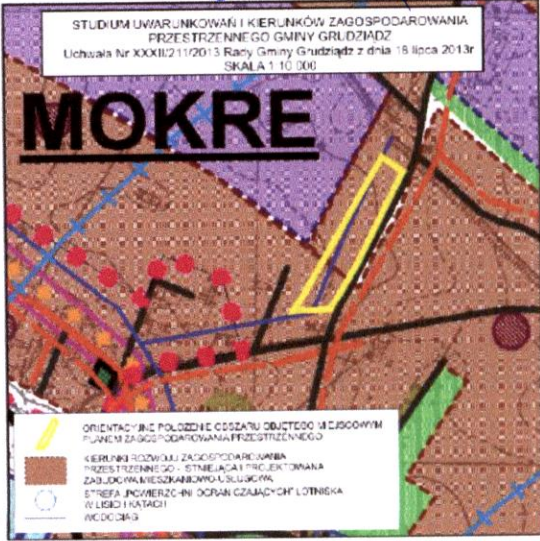 STUDIUM UWARUNKOWAŃ I KIERUNKÓW ZAGOSPODAROWANIA
PRZESTRZENNEGO GMINY GRUDZIĄDZ
Uchwała Nr XXXII/211/2013 Rady Gminy Grudziądz z dnia 18 lipca 2013r
SKALA 1:10 000
MOKRE
ORIENTACYJNE POŁOŻENIE OBSZARU OBJĘTEGO MIEJSCOWYM
PLANEM ZAGOSPODAROWANIA PRZESTRZENNEGO
KIERUNKI ROZWOJU ZAGOSPODAROWANIA
PRZESTRZENNEGO - ISTNIEJĄCA I PROJEKTOWANA
ZABUDOWA MIESZKANIOWO-USŁUGOWA
STREFA „POWIERZCHNI OGRANICZAJĄCYCH" LOTNISKA
W LISICH KĄTACH
WODOCIĄG